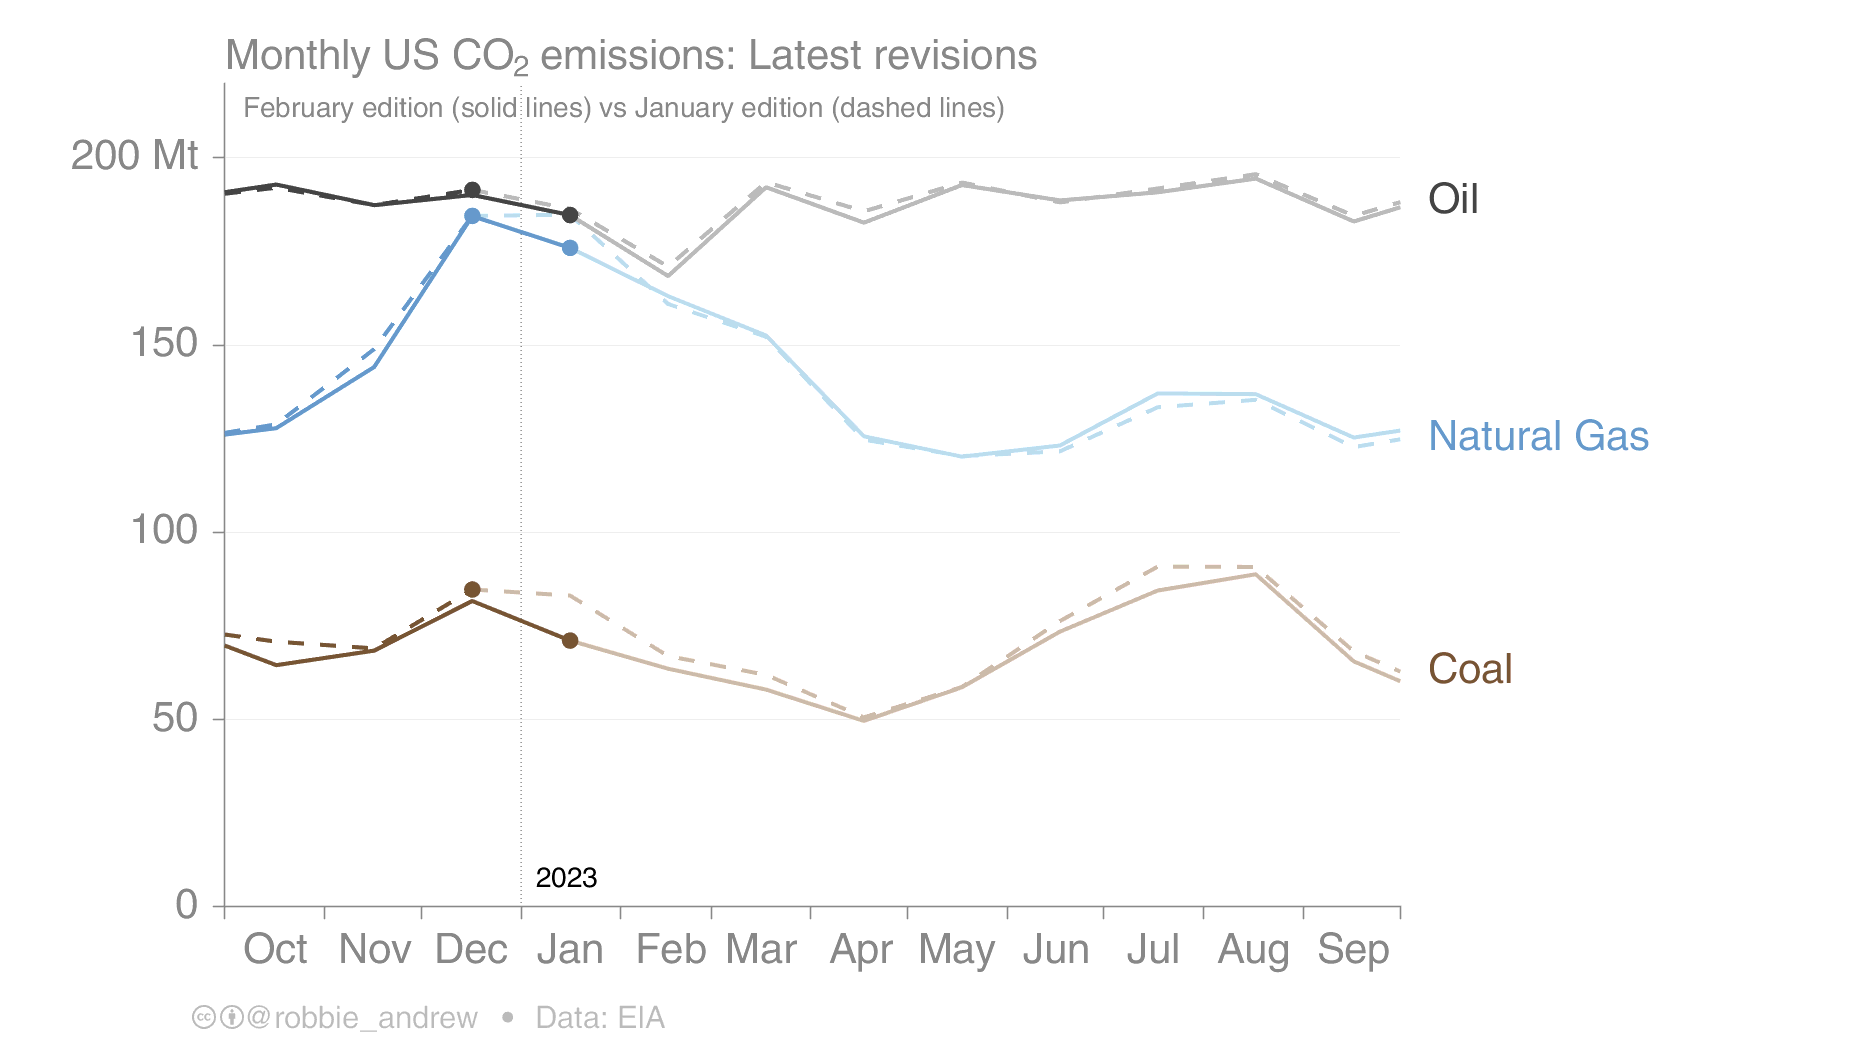 Monthly US CO₂ emissions: Latest revisions
February edition (solid lines) vs January edition (dashed lines)
200 Mt
150
100
50
0
Oil
Natural Gas
Coal
2023
Oct Nov Dec Jan Feb Mar Apr May Jun Jul Aug Sep
cc @robbie_andrew • Data: EIA